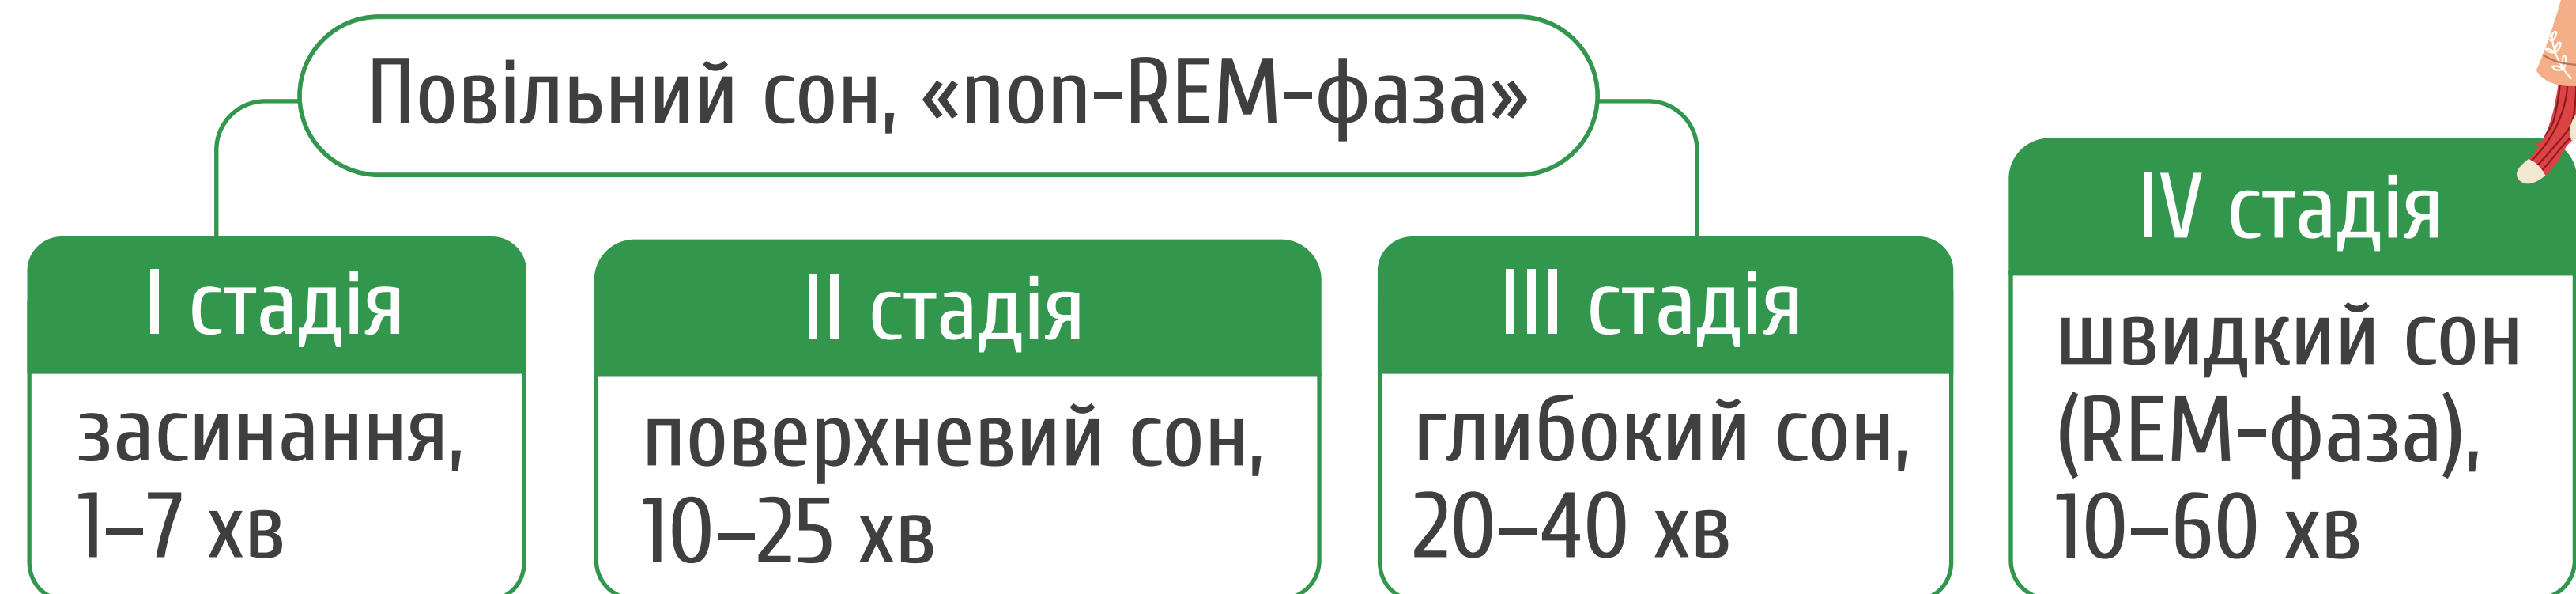 Повільний сон, «non-REM-фаза»
I стадія
засинання,
1–7 хв
II стадія
поверхневий сон,
10–25 хв
III стадія
глибокий сон,
20–40 хв
IV стадія
швидкий сон
(REM-фаза),
10–60 хв